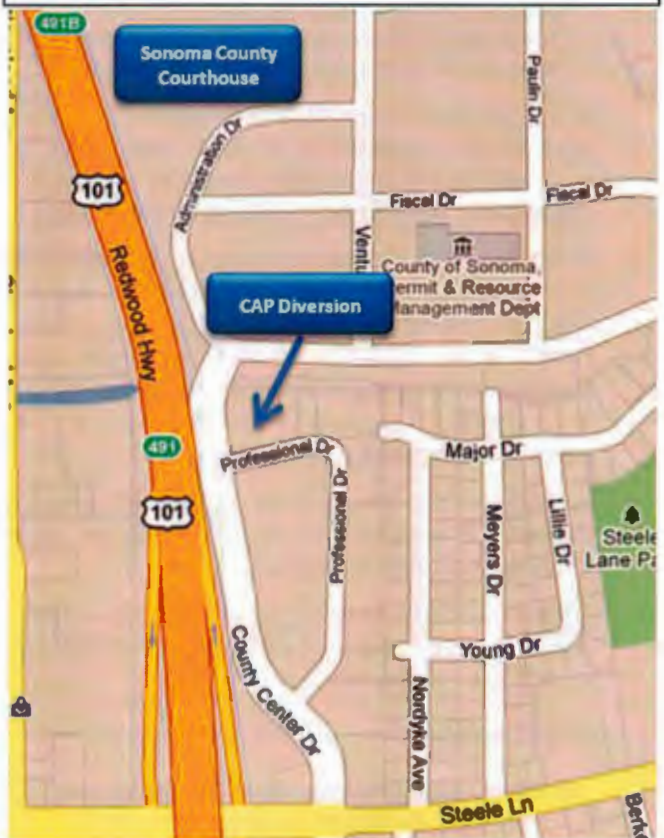 491B
Sonoma County
Courthouse
Paulin Dr
Administration Dr
101
Fiscal Dr
Fiscal Dr
Ventu
County of Sonoma,
ermit & Resource
Management Dept
CAP Diversion
Redwood Hwy
491
Professional Dr
Major Dr
101
Professional Dr
Meyers Dr
Lillie Dr
Steele
Lane Pa
County Center Dr
Young Dr
Nordyke Ave
Steele Ln
Berk